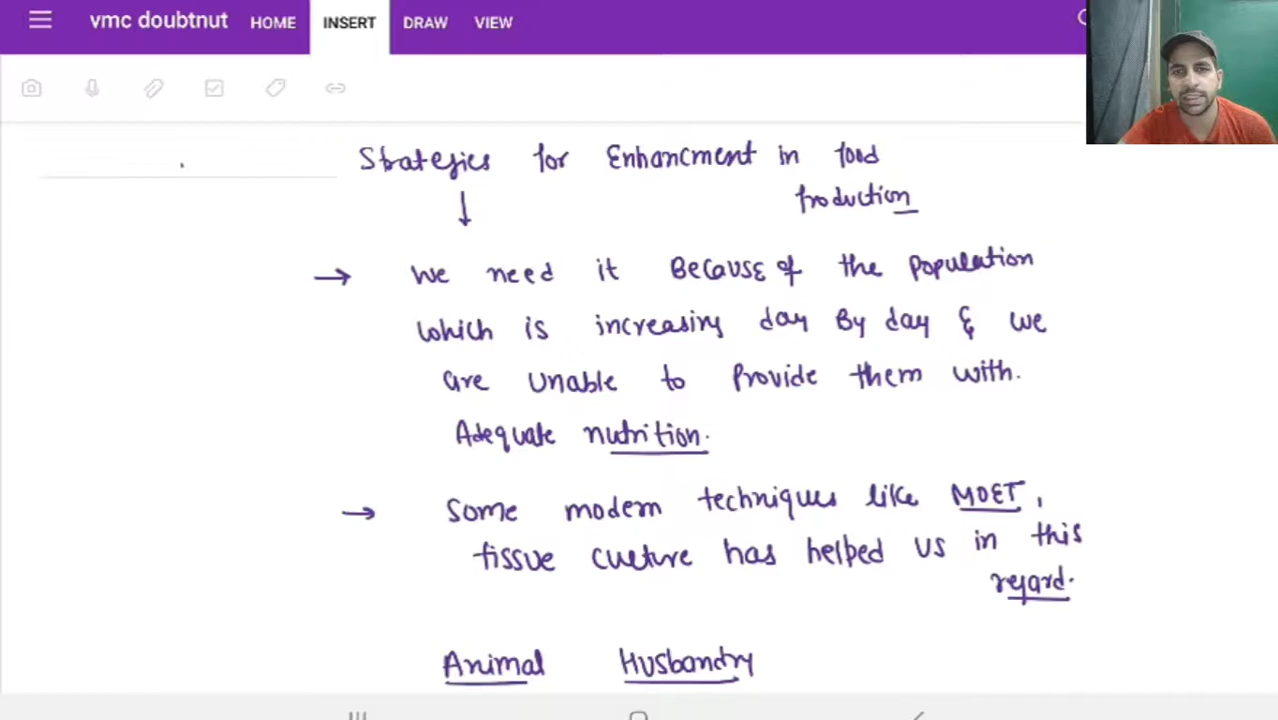 vmc doubtnut HOME INSERT DRAW VIEW
Strategies for Enhancment in food
production
→ We need it Because of the population
which is increasing day By day & we
are unable to Provide them with.
Adequate nutrition.
→ Some modern techniques like MOET,
tissue culture has helped us in this
regard.
Animal Husbandry